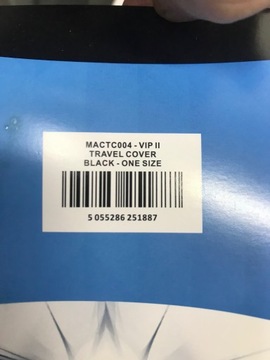 MACTC004 - VIP II
TRAVEL COVER
BLACK - ONE SIZE
5 055286 251887